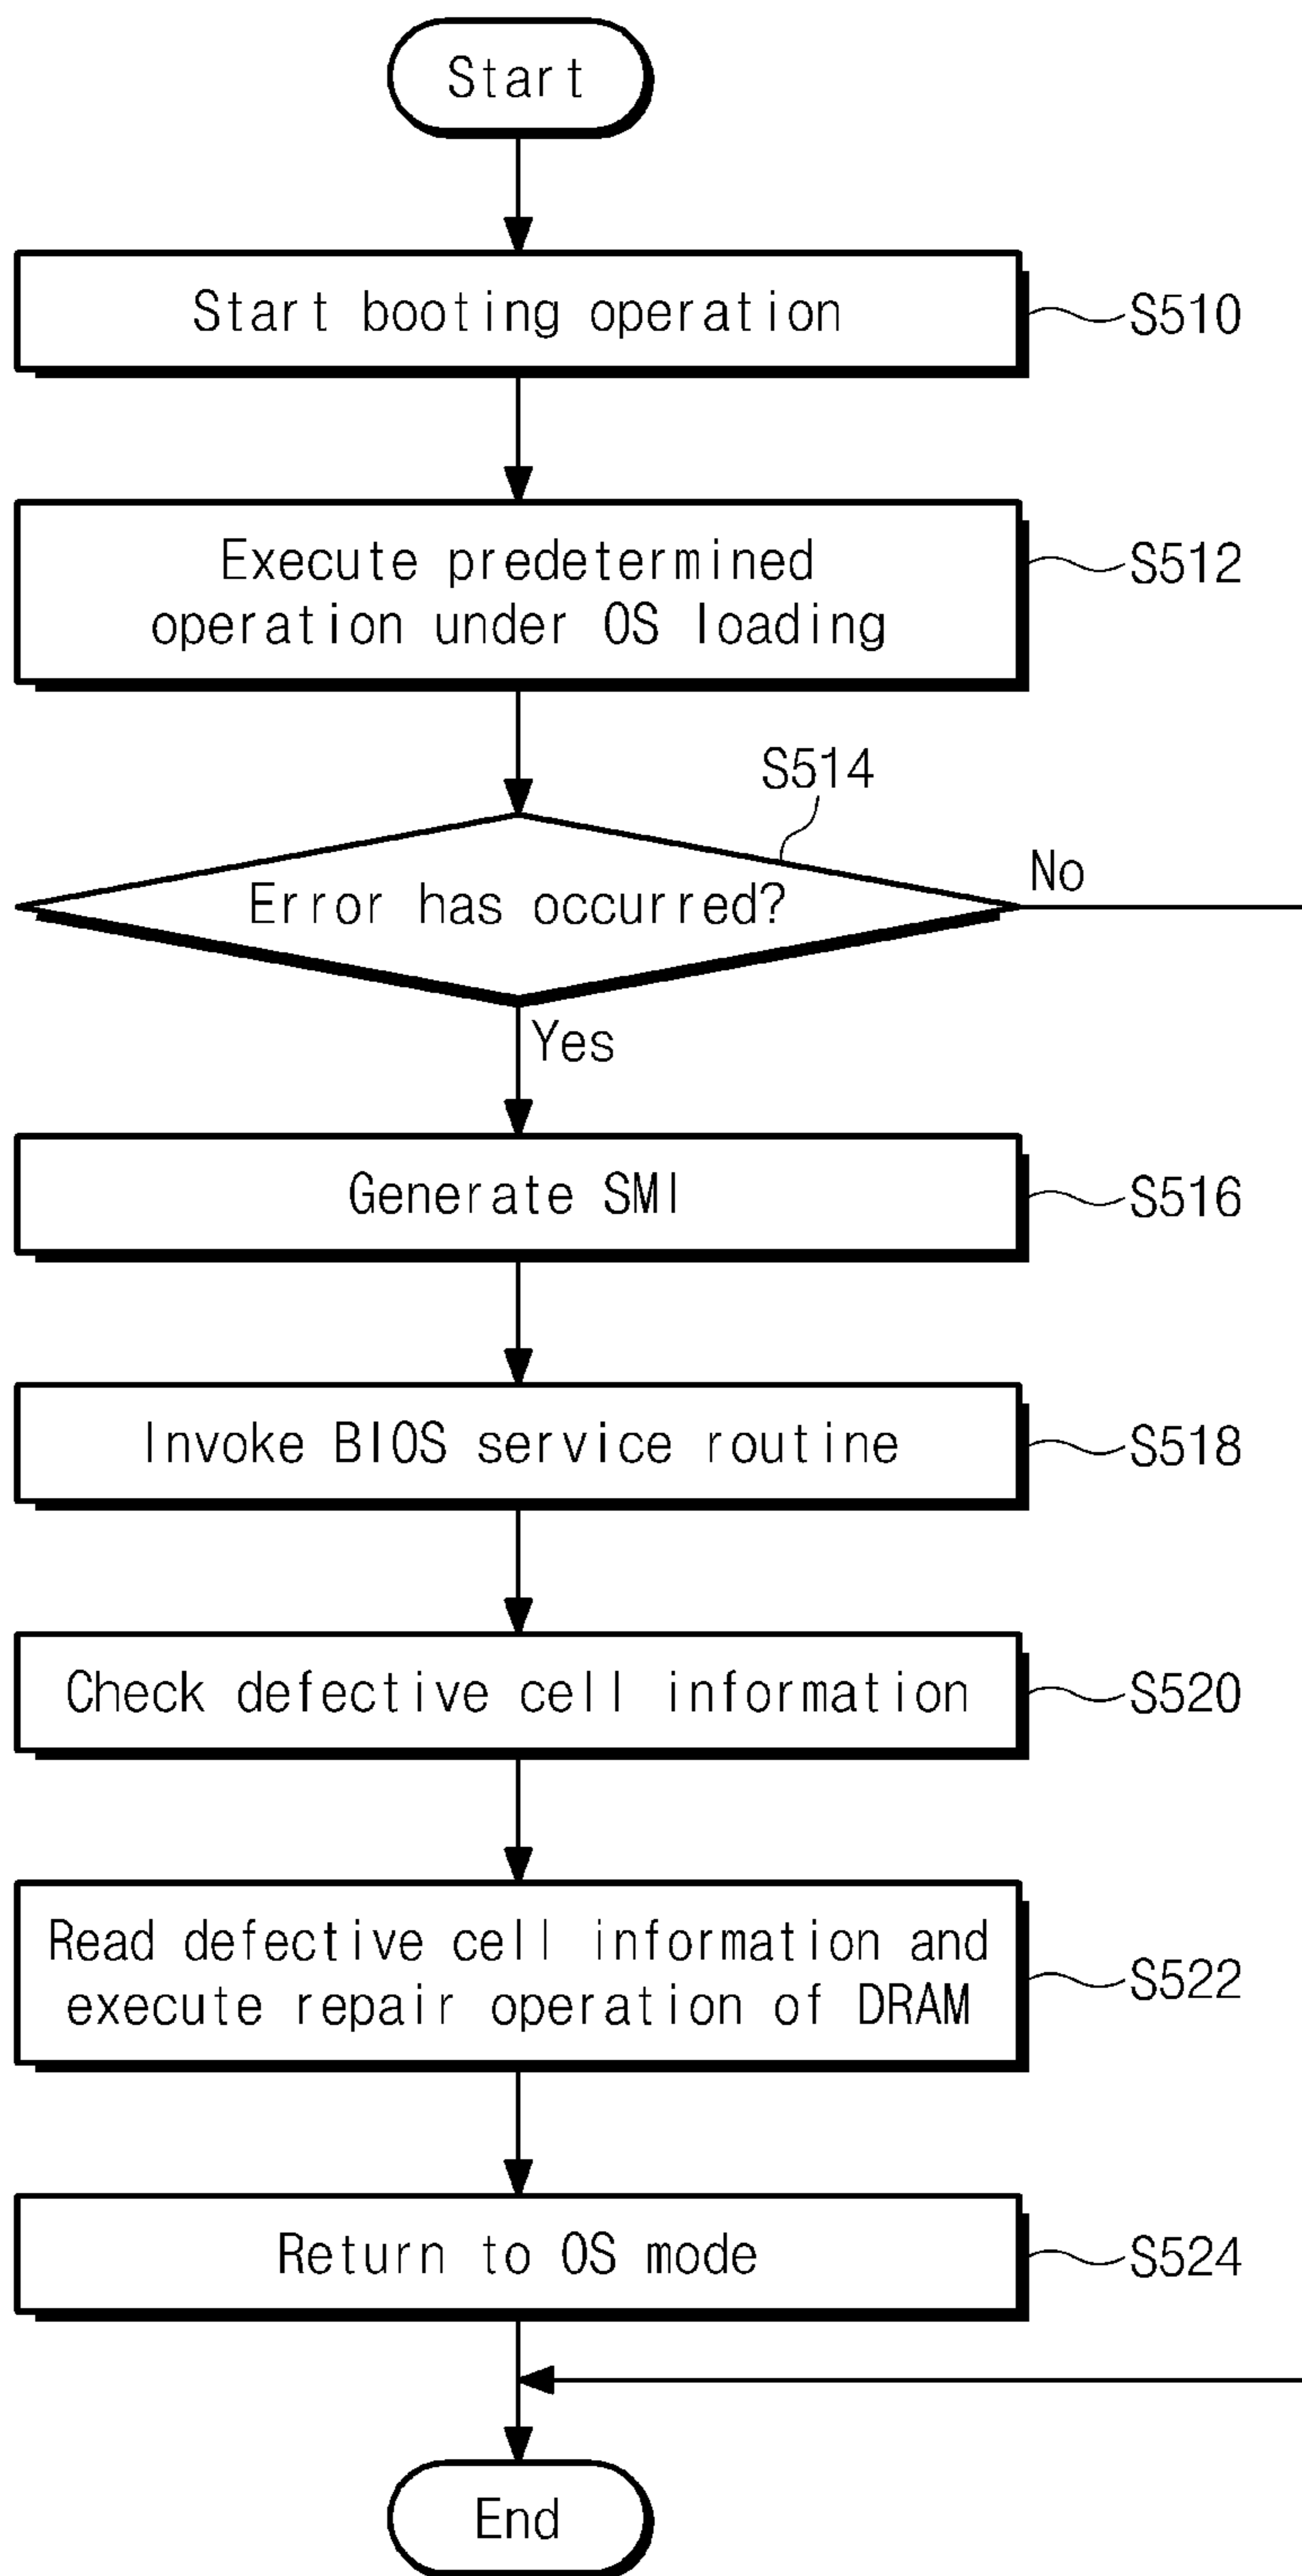 Start
Start booting operation
S510
Execute predetermined
operation under OS loading
S512
S514
Error has occurred?
No
Yes
Generate SMI
S516
Invoke BIOS service routine
S518
Check defective cell information
S520
Read defective cell information and
execute repair operation of DRAM
S522
Return to OS mode
S524
End